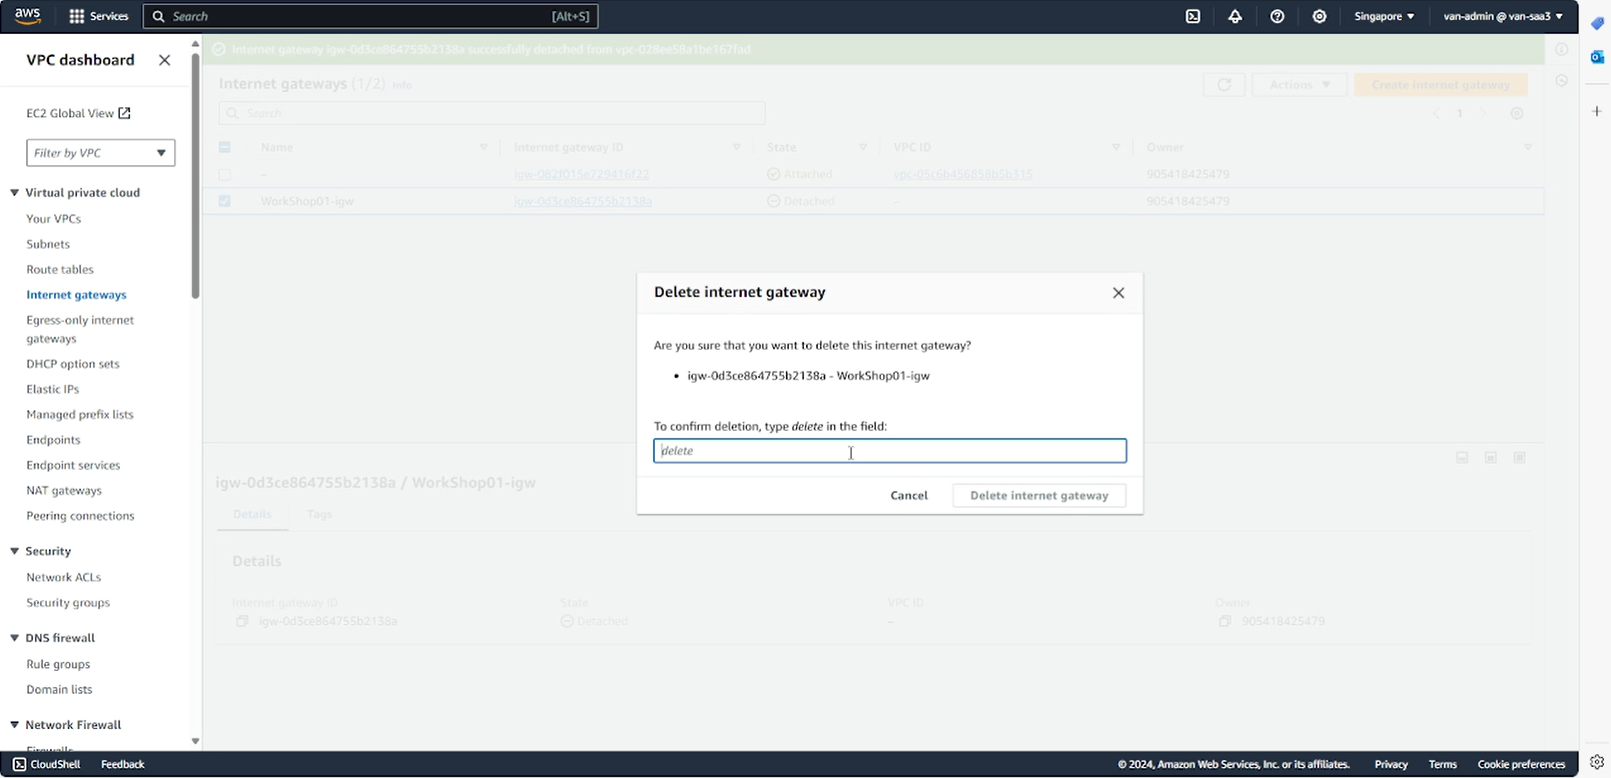 aws
Services
Search
[Alt+S]
Singapore
van-admin @ van-saa3
VPC dashboard
EC2 Global View
Filter by VPC
Virtual private cloud
Your VPCs
Subnets
Route tables
Internet gateways
Egress-only internet
gateways
DHCP option sets
Elastic IPs
Managed prefix lists
Endpoints
Endpoint services
NAT gateways
Peering connections
Security
Network ACLs
Security groups
DNS firewall
Rule groups
Domain lists
Network Firewall
Firewalls
Internet gateway igw-0d3ce864755b2138a successfully detached from vpc-028ee58a1be167fad
Internet gateways (1/2) Info
Actions
Create internet gateway
Search
1
Name
Internet gateway ID
State
VPC ID
Owner
–
igw-082f015e729416f22
Attached
vpc-05c6b456858b5b315
905418425479
WorkShop01-igw
igw-0d3ce864755b2138a
Detached
–
905418425479
Delete internet gateway
Are you sure that you want to delete this internet gateway?
• igw-0d3ce864755b2138a - WorkShop01-igw
To confirm deletion, type delete in the field:
delete
Cancel
Delete internet gateway
igw-0d3ce864755b2138a / WorkShop01-igw
Details
Tags
Details
Internet gateway ID
igw-0d3ce864755b2138a
State
Detached
VPC ID
–
Owner
905418425479
CloudShell
Feedback
© 2024, Amazon Web Services, Inc. or its affiliates.
Privacy
Terms
Cookie preferences